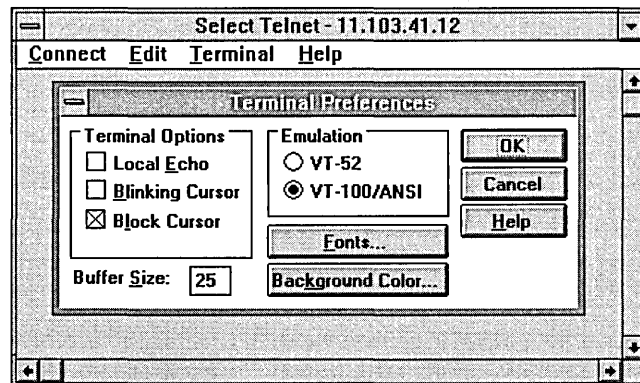 Select Telnet - 11.103.41.12
Connect Edit Terminal Help
Terminal Preferences
Terminal Options
Local Echo
Blinking Cursor
Block Cursor
Buffer Size: 25
Emulation
VT-52
VT-100/ANSI
Fonts...
Background Color...
OK
Cancel
Help